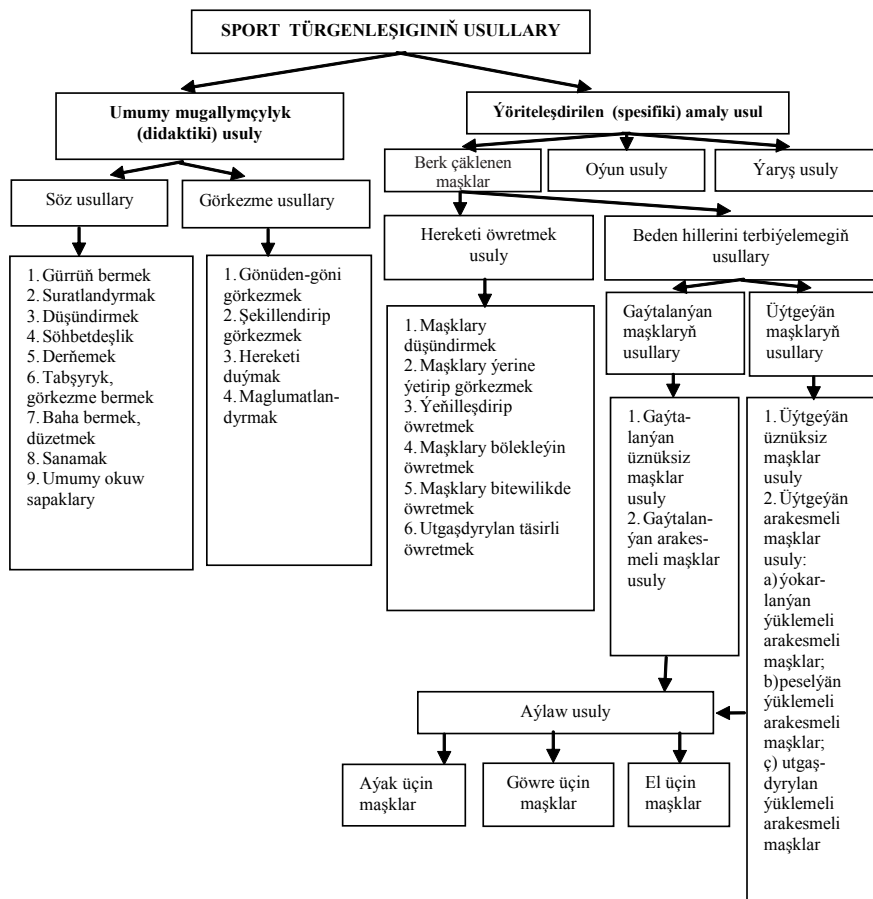 SPORT TÜRGENLEŞIGINIŇ USULLARY
Umumy mugallymçylyk
(didaktiki) usuly
Ýöriteleşdirilen (spesifiki) amaly usul
Berk çäklenen
maşklar
Oýun usuly
Ýaryş usuly
Söz usullary
Görkezme usullary
Hereketi öwretmek
usuly
Beden hillerini terbiýelemegiň
usullary
1. Gürrüň bermek
2. Suratlandyrmak
3. Düşündirmek
4. Söhbetdeşlik
5. Derňemek
6. Tabşyryk,
görkezme bermek
7. Baha bermek,
düzetmek
8. Sanamak
9. Umumy okuw
sapaklary
1. Gönüden-göni
görkezmek
2. Şekillendirip
görkezmek
3. Hereketi
duýmak
4. Maglumatlan-
dyrmak
1. Maşklary
düşündirmek
2. Maşklary ýerine
ýetirip görkezmek
3. Ýeňilleşdirip
öwretmek
4. Maşklary bölekleýin
öwretmek
5. Maşklary bitewilikde
öwretmek
6. Utgaşdyrylan täsirli
öwretmek
Gaýtalanýan
maşklaryň
usullary
Üýtgeýän
maşklaryň
usullary
1. Gaýta-
lanýan
üznüksiz
maşklar
usuly
2. Gaýtalan-
ýan arakes-
meli maşklar
usuly
1. Üýtgeýän
üznüksiz
maşklar
usuly
2. Üýtgeýän
arakesmeli
maşklar
usuly:
a) ýokar-
lanýan
ýüklemeli
arakesmeli
maşklar;
b) peselýän
ýüklemeli
arakesmeli
maşklar;
ç) utgaş-
dyrylan
ýüklemeli
arakesmeli
maşklar
Aýlaw usuly
Aýak üçin
maşklar
Göwre üçin
maşklar
El üçin
maşklar